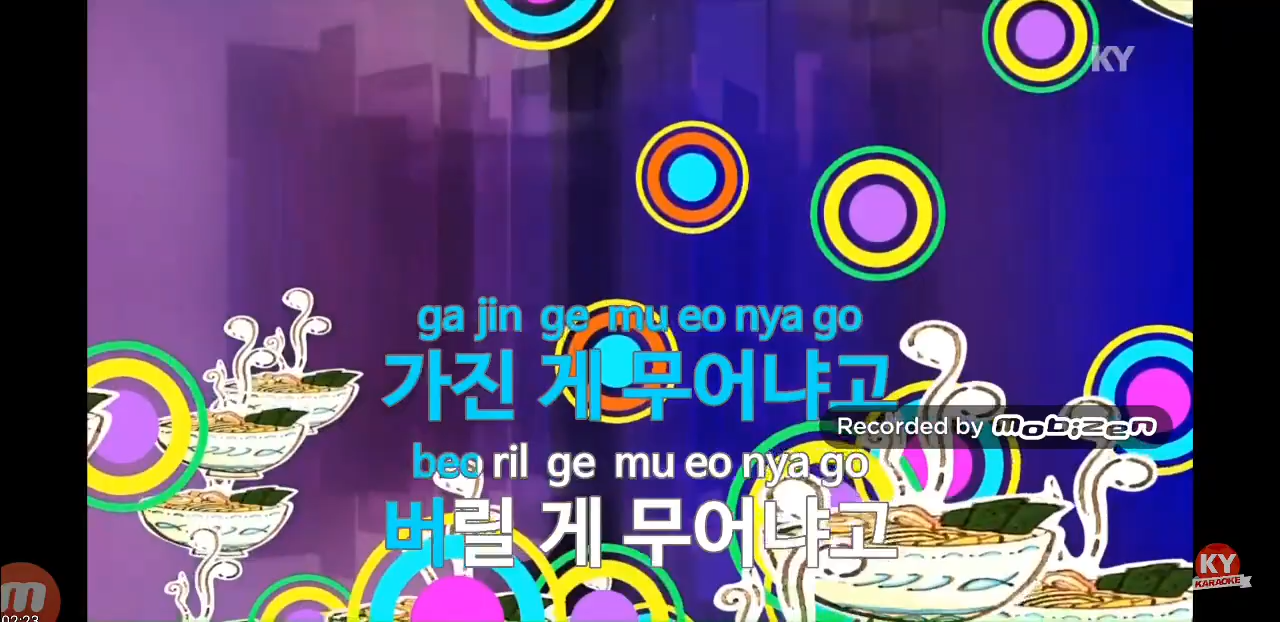 KY
ga jin ge mu eo nya go
가진 게 무어냐고
Recorded by mobizen
beo ril ge mu eo nya go
버릴 게 무어냐고
KY
KARAOKE
m
02:23